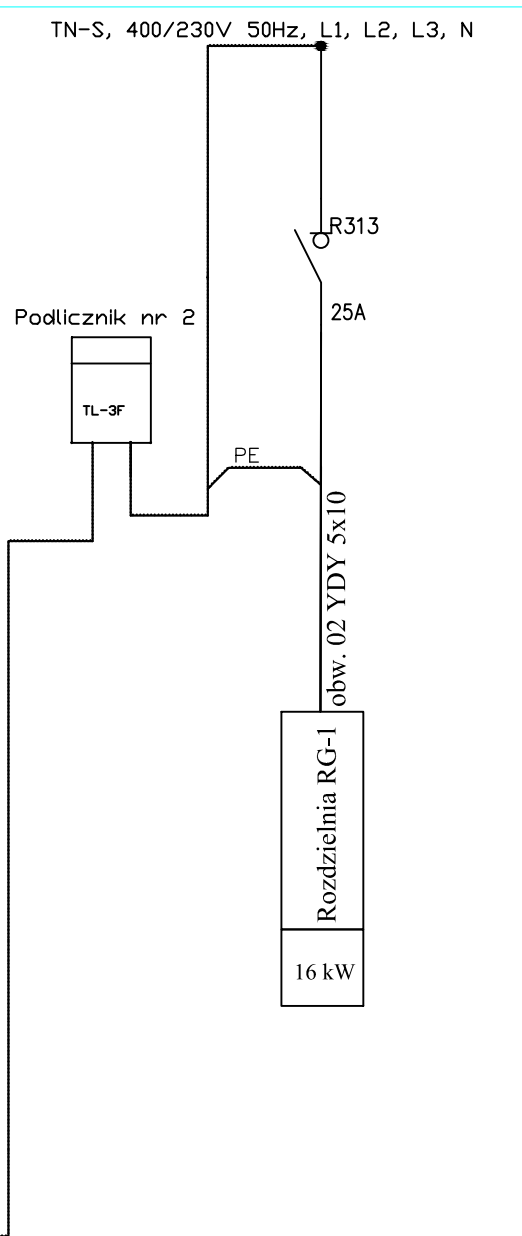 TN-S, 400/230V 50Hz, L1, L2, L3, N
R313
25A
Podlicznik nr 2
TL-3F
PE
obw. 02 YDY 5x10
Rozdzielnia RG-1
16 kW